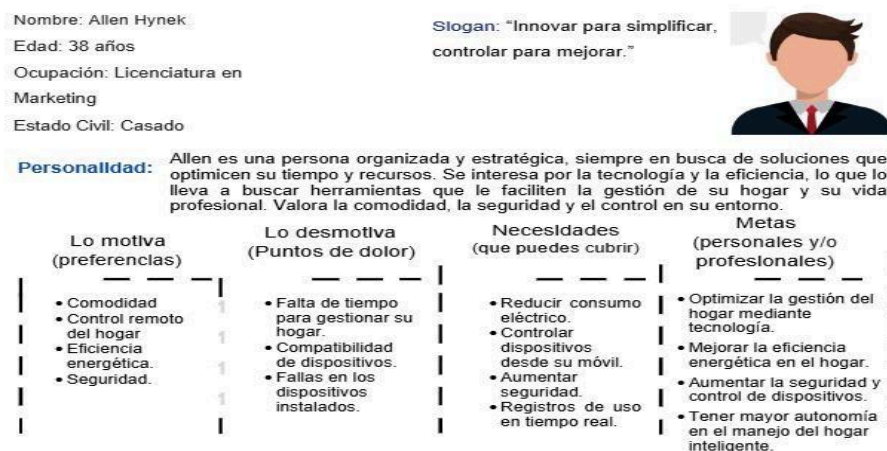 Nombre: Allen Hynek
Edad: 38 años
Ocupación: Licenciatura en
Marketing
Estado Civil: Casado
Slogan: “Innovar para simplificar,
controlar para mejorar.”
Personalidad:
Allen es una persona organizada y estratégica, siempre en busca de soluciones que
optimicen su tiempo y recursos. Se interesa por la tecnología y la eficiencia, lo que lo
lleva a buscar herramientas que le faciliten la gestión de su hogar y su vida
profesional. Valora la comodidad, la seguridad y el control en su entorno.
Lo motiva
(preferencias)
• Comodidad
• Control remoto
del hogar
• Eficiencia
energética.
• Seguridad.
Lo desmotiva
(Puntos de dolor)
• Falta de tiempo
para gestionar su
hogar.
• Compatibilidad
de dispositivos.
• Fallas en los
dispositivos
instalados.
Necesidades
(que puedes cubrir)
• Reducir consumo
eléctrico.
• Controlar
dispositivos
desde su móvil.
• Aumentar
seguridad.
• Registros de uso
en tiempo real.
Metas
(personales y/o
profesionales)
• Optimizar la gestión del
hogar mediante
tecnología.
• Mejorar la eficiencia
energética en el hogar.
• Aumentar la seguridad y
control de dispositivos.
• Tener mayor autonomía
en el manejo del hogar
inteligente.